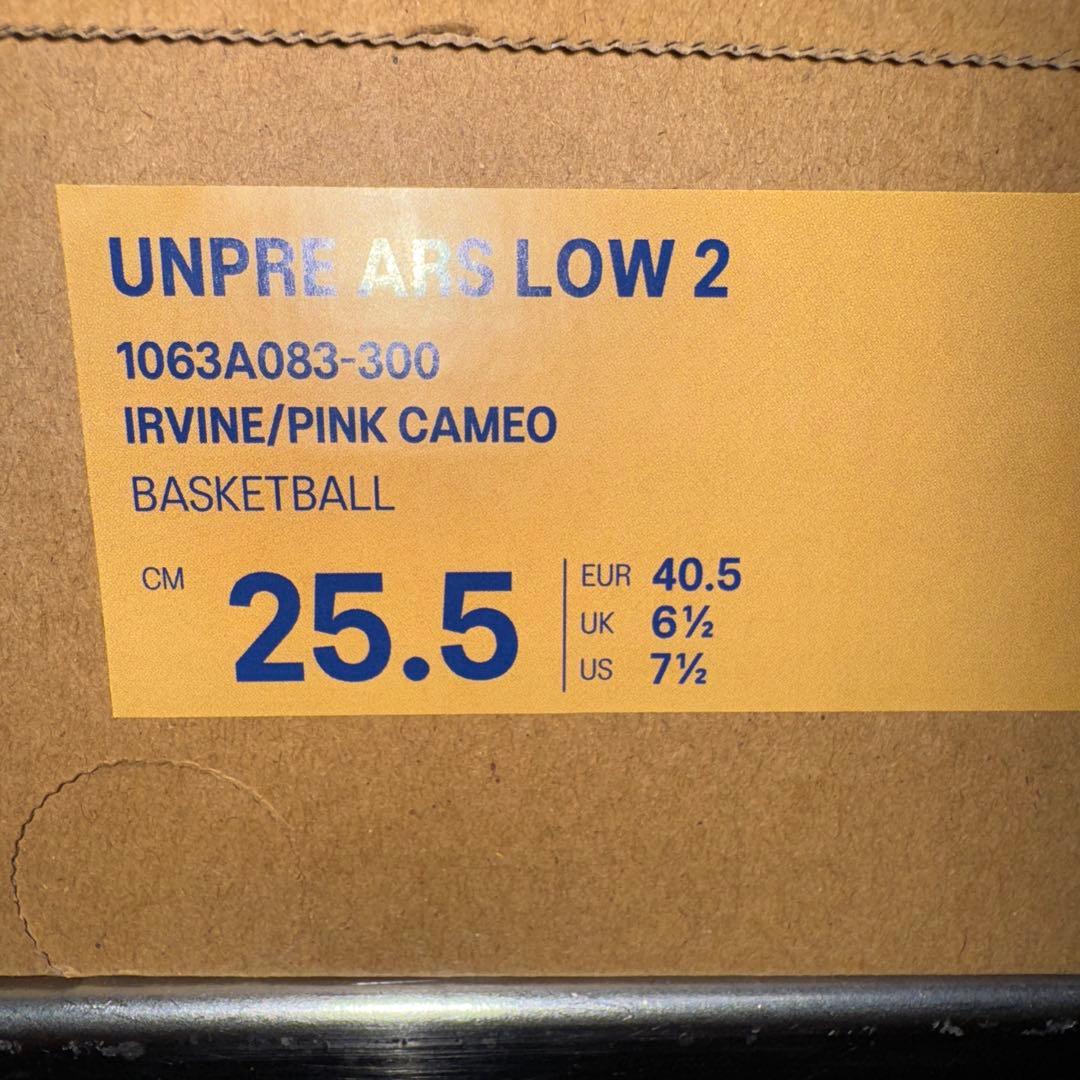 UNPRE ARS LOW 2
1063A083-300
IRVINE/PINK CAMEO
BASKETBALL
CM 25.5
EUR 40.5
UK 6½
US 7½